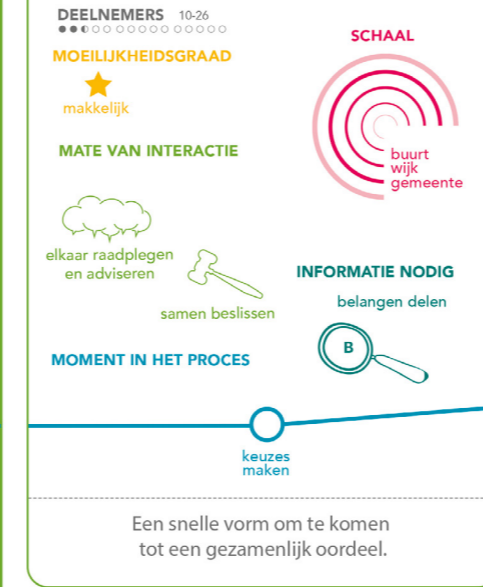 DEELNEMERS 10-26
MOEILIJKHEIDSGRAAD
makkelijk
SCHAAL
buurt
wijk
gemeente
MATE VAN INTERACTIE
elkaar raadplegen
en adviseren
samen beslissen
INFORMATIE NODIG
belangen delen
B
MOMENT IN HET PROCES
keuzes
maken
Een snelle vorm om te komen
tot een gezamenlijk oordeel.